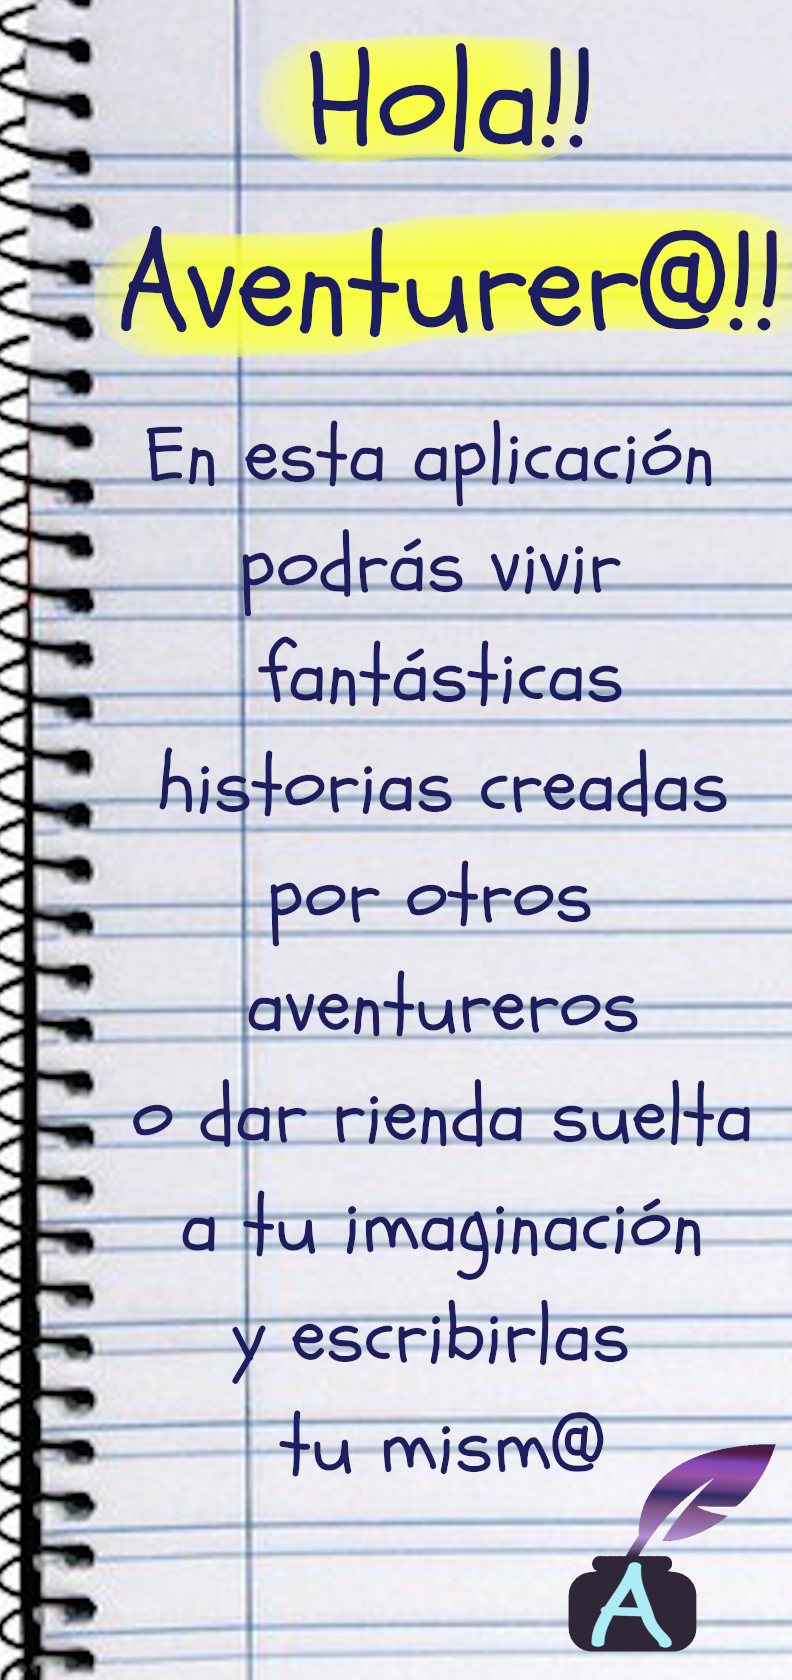 Hola!!
Aventurer@!!
En esta aplicación
podrás vivir
fantásticas
historias creadas
por otros
aventureros
o dar rienda suelta
a tu imaginación
y escribirlas
tu mism@
A